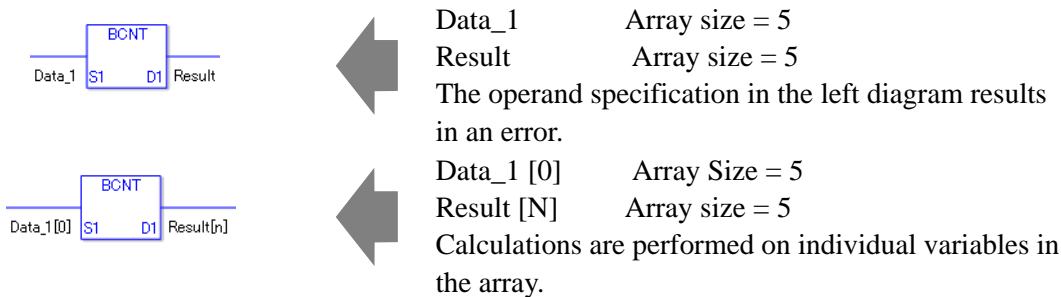 BCNT
Data_1 S1 D1 Result
Data_1 Array size = 5
Result Array size = 5
The operand specification in the left diagram results
in an error.
BCNT
Data_1[0] S1 D1 Result[n]
Data_1 [0] Array Size = 5
Result [N] Array size = 5
Calculations are performed on individual variables in
the array.